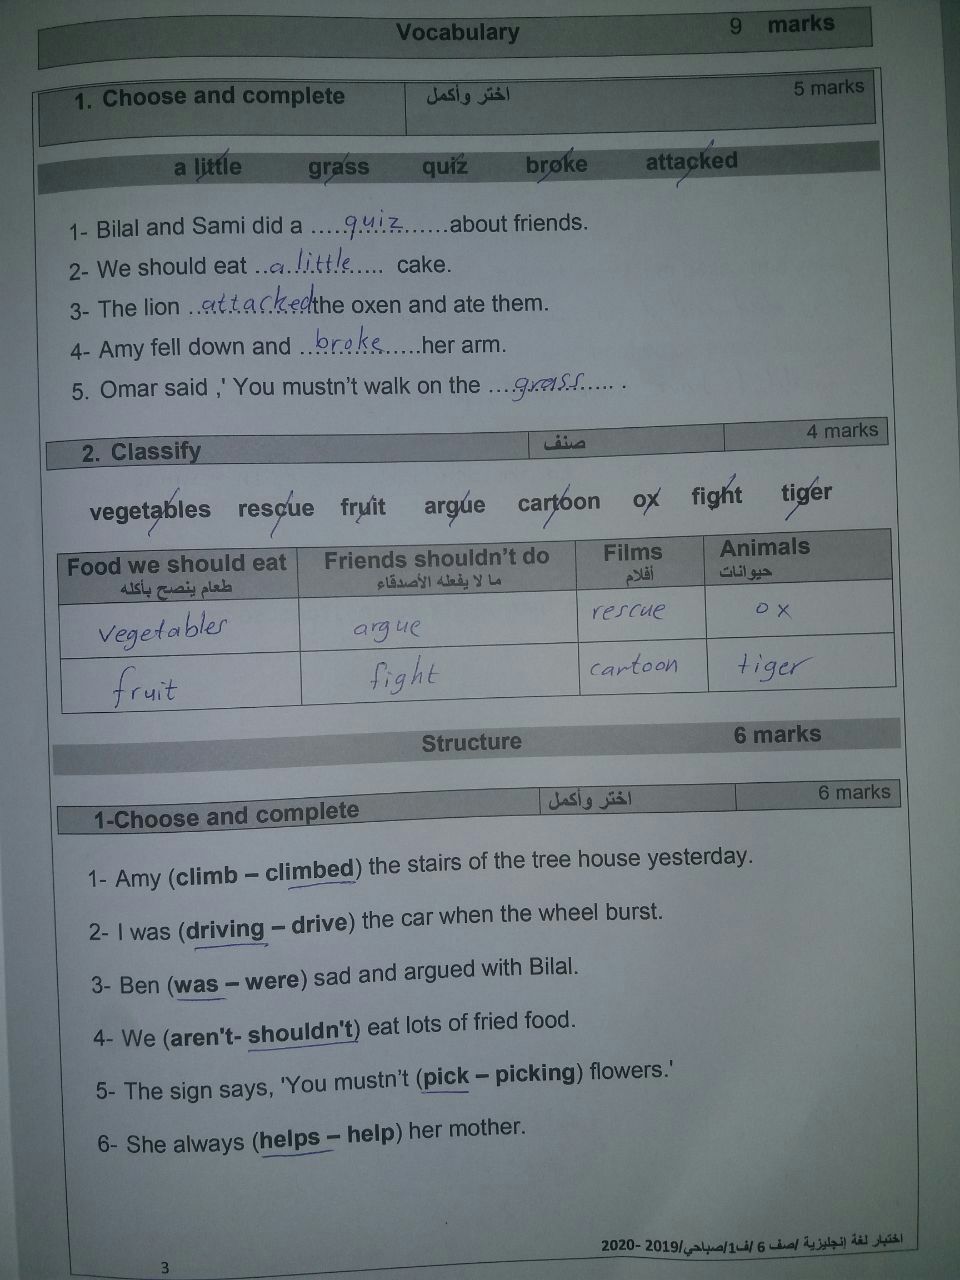 Vocabulary 9 marks
1. Choose and complete اختر وأكمل 5 marks
a little grass quiz broke attacked
1- Bilal and Sami did a .....quiz.......about friends.
2- We should eat ..a little..... cake.
3- The lion ..attacked the oxen and ate them.
4- Amy fell down and ..broke.....her arm.
5. Omar said ,' You mustn't walk on the ...grass..... .
2. Classify صنف 4 marks
vegetables rescue fruit argue cartoon ox fight tiger
Food we should eat Friends shouldn't do Films Animals
طعام ينصح بأكله ما لا يفعله الأصدقاء أفلام حيوانات
vegetables argue rescue ox
fruit fight cartoon tiger
Structure 6 marks
1-Choose and complete اختر وأكمل 6 marks
1- Amy (climb – climbed) the stairs of the tree house yesterday.
2- I was (driving – drive) the car when the wheel burst.
3- Ben (was – were) sad and argued with Bilal.
4- We (aren't- shouldn't) eat lots of fried food.
5- The sign says, 'You mustn't (pick – picking) flowers.'
6- She always (helps – help) her mother.
اختبار لغة إنجليزية /صف 6 /ف1/صباحي/2019- 2020
3